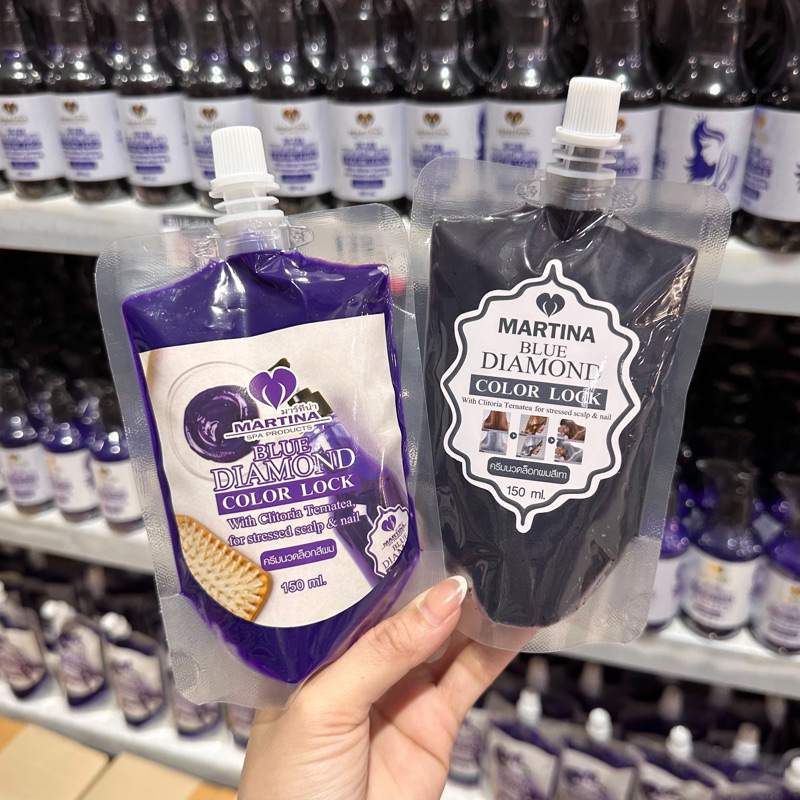 มาร์ทีน่า
MARTINA
SPA PRODUCTS
BLUE
DIAMOND
COLOR LOCK
With Clitoria Ternatea,
for stressed scalp & nail
ครีมนวดล็อกสีผม
150 ml.
MARTINA
BLUE
MARTINA
BLUE
DIAMOND
COLOR LOCK
With Clitoria Ternatea for stressed scalp & nail
ครีมนวดล็อกผมสีเทา
150 ml.